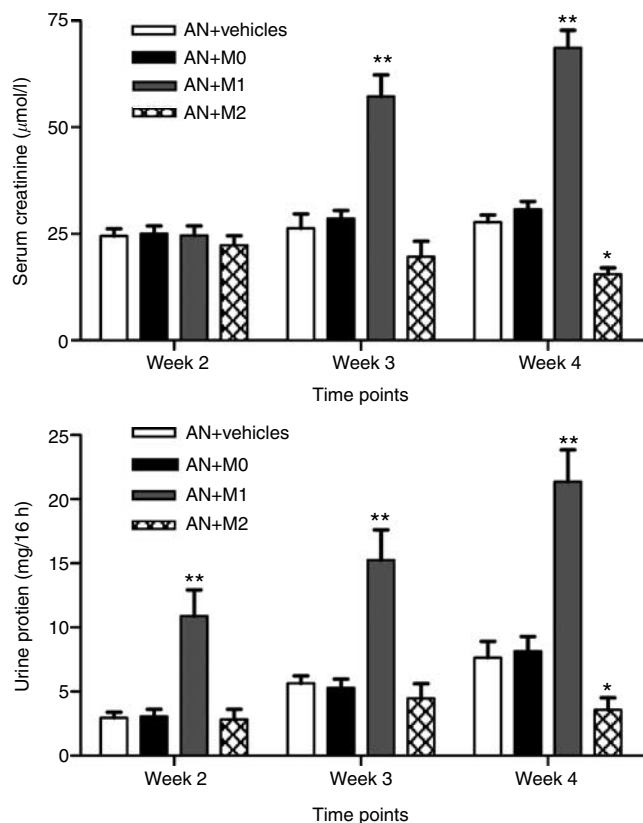 75
50
25
0
Serum creatinine (μmol/l)
AN+vehicles
AN+M0
AN+M1
AN+M2
**
**
*
Week 2 Week 3 Week 4
Time points
25
20
15
10
5
0
Urine protien (mg/16 h)
AN+vehicles
AN+M0
AN+M1
AN+M2
**
**
**
*
Week 2 Week 3 Week 4
Time points